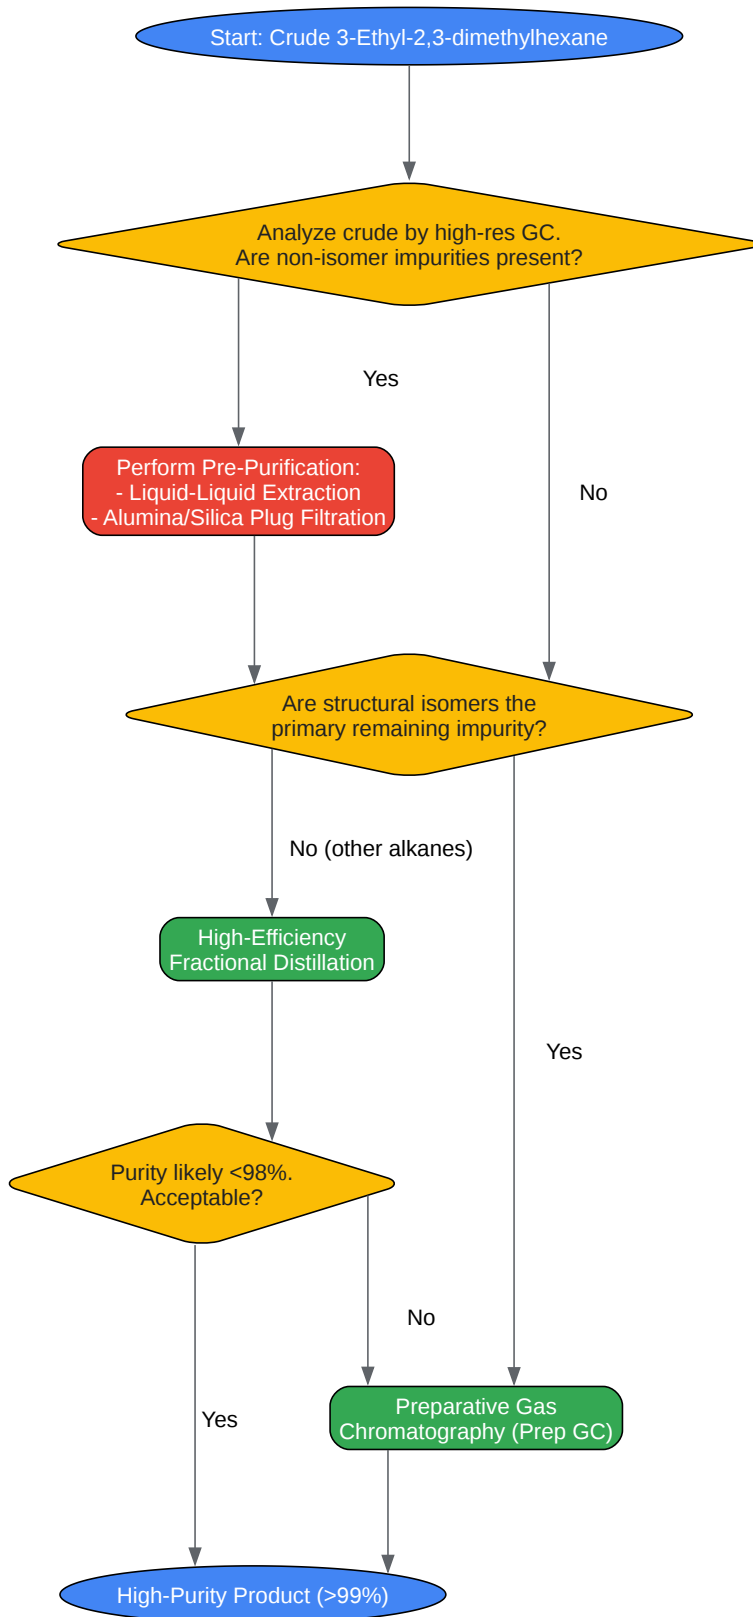 Start: Crude 3-Ethyl-2,3-dimethylhexane
Analyze crude by high-res GC.
Are non-isomer impurities present?
Yes
Perform Pre-Purification:
- Liquid-Liquid Extraction
- Alumina/Silica Plug Filtration
No
Are structural isomers the
primary remaining impurity?
No (other alkanes)
High-Efficiency
Fractional Distillation
Yes
Purity likely <98%.
Acceptable?
No
Yes
Preparative Gas
Chromatography (Prep GC)
High-Purity Product (>99%)